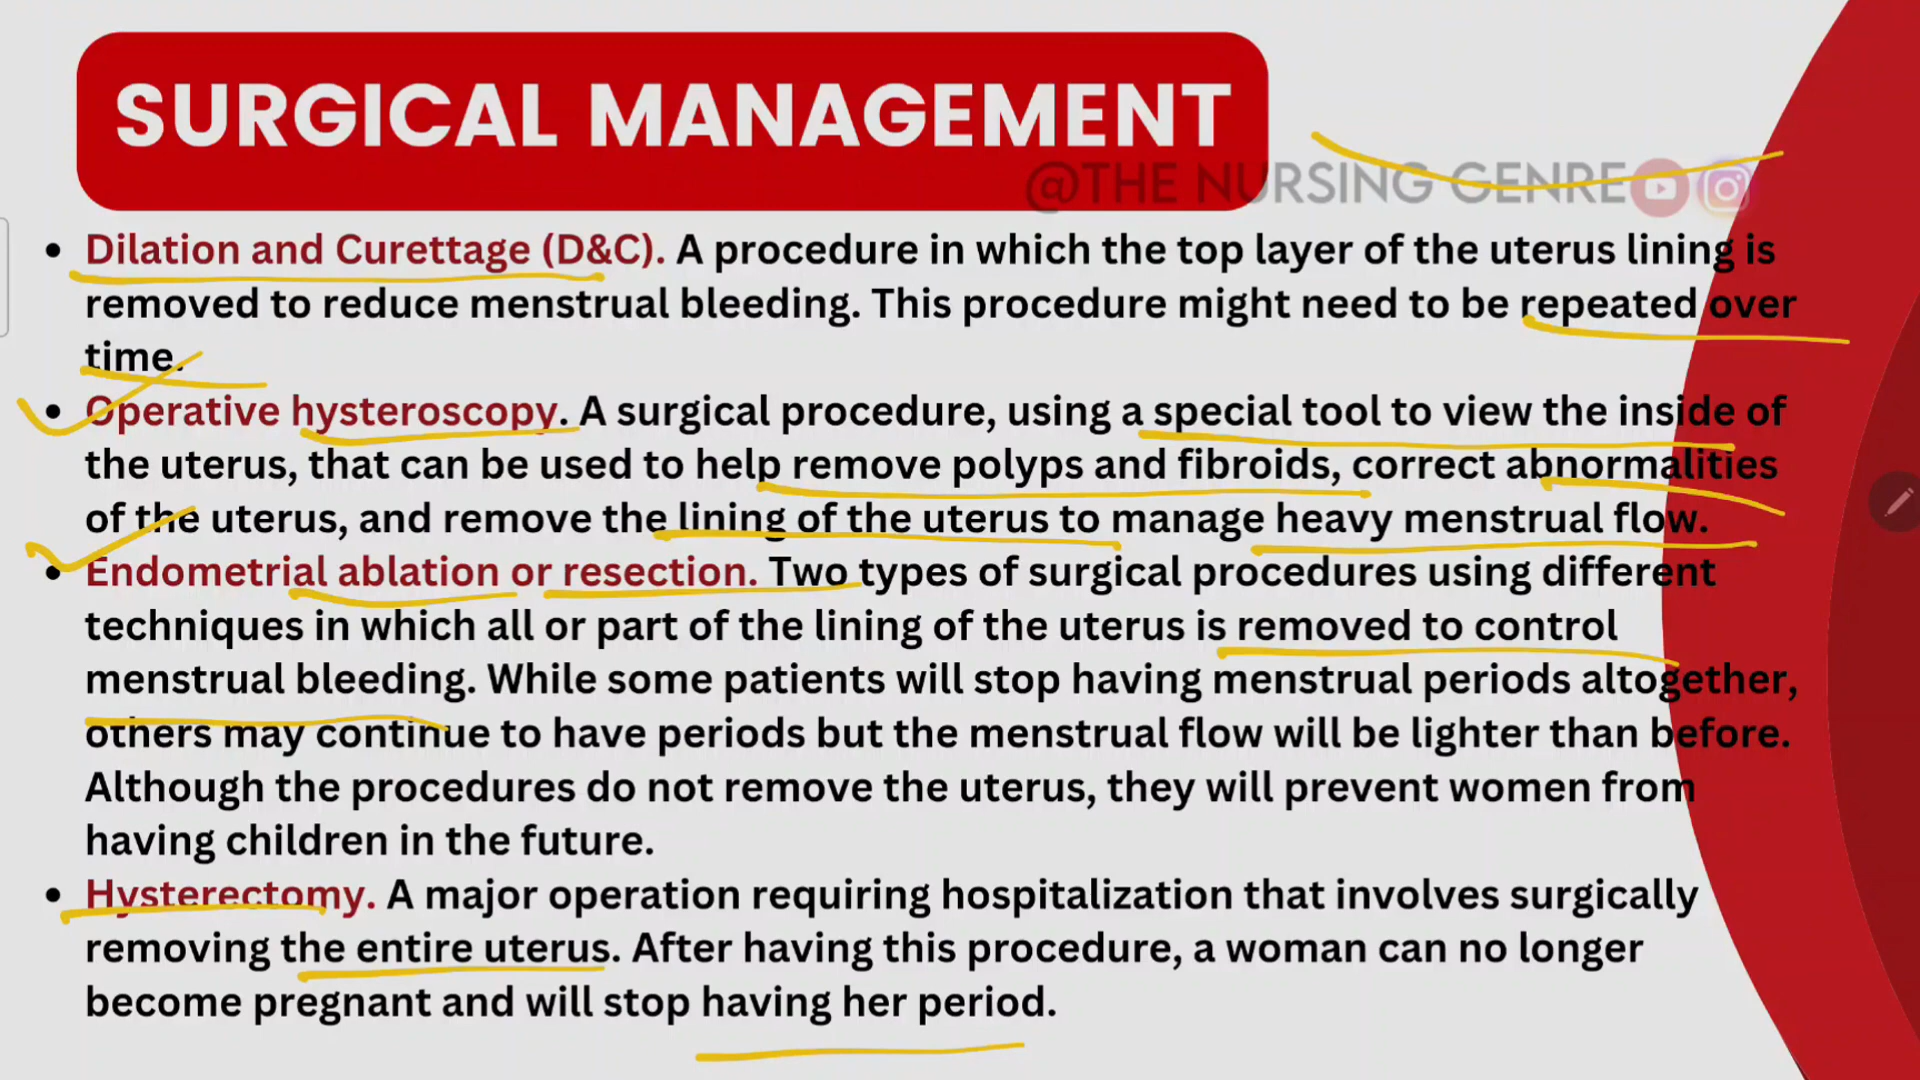 SURGICAL MANAGEMENT
@THE NURSING GENRE
• Dilation and Curettage (D&C). A procedure in which the top layer of the uterus lining is
removed to reduce menstrual bleeding. This procedure might need to be repeated over
time.
• Operative hysteroscopy. A surgical procedure, using a special tool to view the inside of
the uterus, that can be used to help remove polyps and fibroids, correct abnormalities
of the uterus, and remove the lining of the uterus to manage heavy menstrual flow.
• Endometrial ablation or resection. Two types of surgical procedures using different
techniques in which all or part of the lining of the uterus is removed to control
menstrual bleeding. While some patients will stop having menstrual periods altogether,
others may continue to have periods but the menstrual flow will be lighter than before.
Although the procedures do not remove the uterus, they will prevent women from
having children in the future.
• Hysterectomy. A major operation requiring hospitalization that involves surgically
removing the entire uterus. After having this procedure, a woman can no longer
become pregnant and will stop having her period.